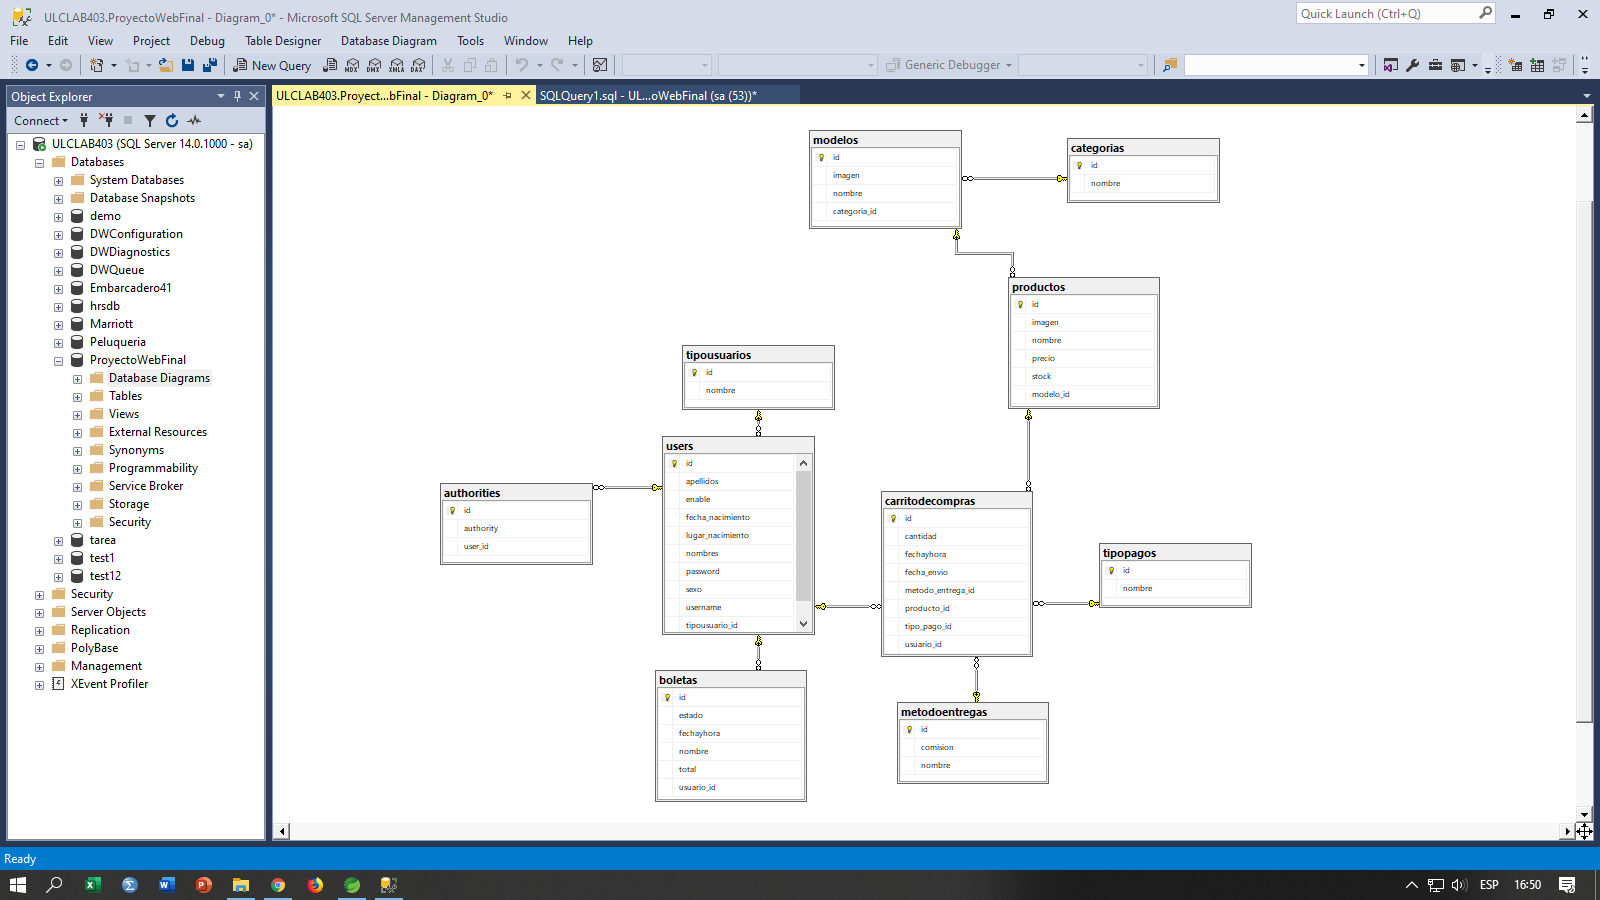 ULCLAB403.ProyectoWebFinal - Diagram_0* - Microsoft SQL Server Management Studio
Quick Launch (Ctrl+Q)
File Edit View Project Debug Table Designer Database Diagram Tools Window Help
New Query
MDX DMX XMLA DAX
Generic Debugger
Object Explorer
ULCLAB403.Proyect...bFinal - Diagram_0*
SQLQuery1.sql - UL...oWebFinal (sa (53))*
Connect
ULCLAB403 (SQL Server 14.0.1000 - sa)
Databases
System Databases
Database Snapshots
demo
DWConfiguration
DWDiagnostics
DWQueue
Embarcadero41
hrsdb
Marriott
Peluqueria
ProyectoWebFinal
Database Diagrams
Tables
Views
External Resources
Synonyms
Programmability
Service Broker
Storage
Security
tarea
test1
test12
Security
Server Objects
Replication
PolyBase
Management
XEvent Profiler
modelos
id
imagen
nombre
categoria_id
categorias
id
nombre
productos
id
imagen
nombre
precio
stock
modelo_id
tipousuarios
id
nombre
users
id
apellidos
enable
fecha_nacimiento
lugar_nacimiento
nombres
password
sexo
username
tipousuario_id
authorities
id
authority
user_id
carritodecompras
id
cantidad
fechayhora
fecha_envio
metodo_entrega_id
producto_id
tipo_pago_id
usuario_id
tipopagos
id
nombre
boletas
id
estado
fechayhora
nombre
total
usuario_id
metodoentregas
id
comision
nombre
Ready
ESP
16:50